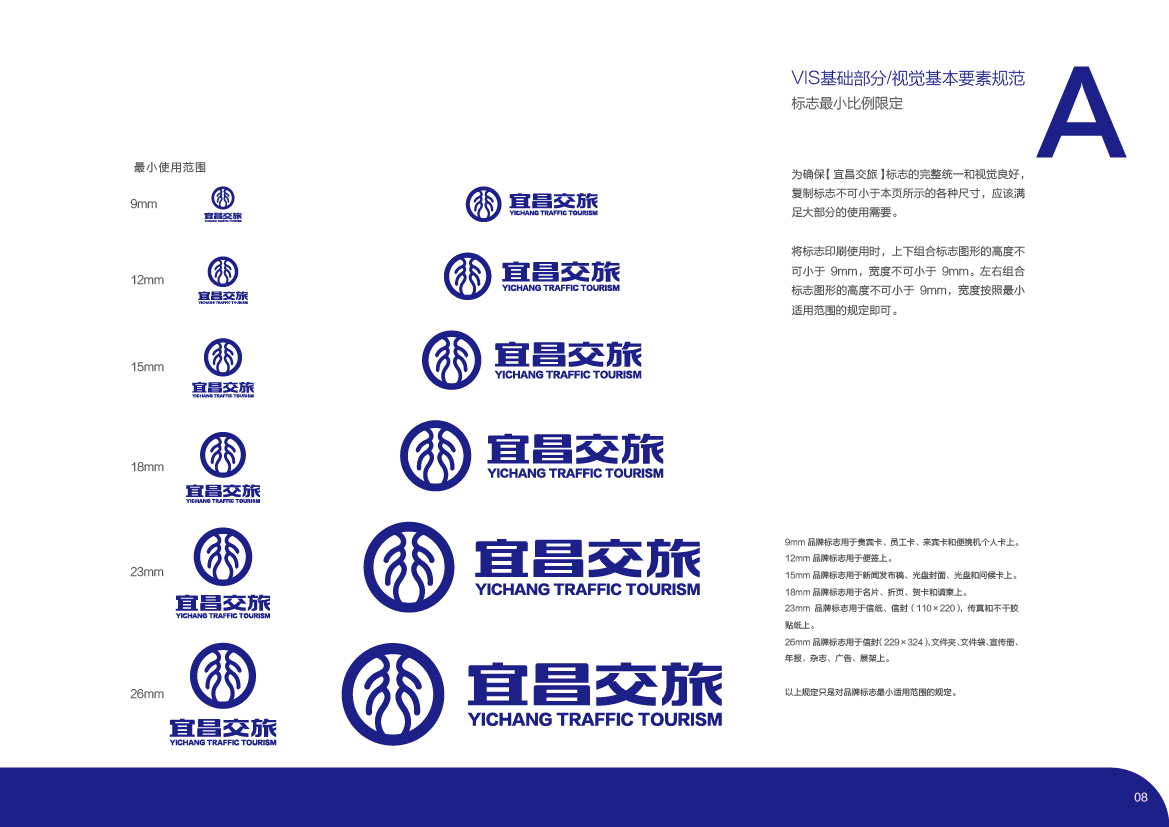 VIS基础部分/视觉基本要素规范
标志最小比例限定
A
为确保【宜昌交旅】标志的完整统一和视觉良好，
复制标志不可小于本页所示的各种尺寸，应该满
足大部分的使用需要。
将标志印刷使用时，上下组合标志图形的高度不
可小于 9mm，宽度不可小于 9mm。左右组合
标志图形的高度不可小于 9mm，宽度按照最小
适用范围的规定即可。
最小使用范围
9mm
宜昌交旅
YICHANG TRAFFIC TOURISM
宜昌交旅
YICHANG TRAFFIC TOURISM
12mm
宜昌交旅
YICHANG TRAFFIC TOURISM
宜昌交旅
YICHANG TRAFFIC TOURISM
15mm
宜昌交旅
YICHANG TRAFFIC TOURISM
宜昌交旅
YICHANG TRAFFIC TOURISM
18mm
宜昌交旅
YICHANG TRAFFIC TOURISM
宜昌交旅
YICHANG TRAFFIC TOURISM
23mm
宜昌交旅
YICHANG TRAFFIC TOURISM
宜昌交旅
YICHANG TRAFFIC TOURISM
26mm
宜昌交旅
YICHANG TRAFFIC TOURISM
宜昌交旅
YICHANG TRAFFIC TOURISM
9mm 品牌标志用于贵宾卡、员工卡、来宾卡和便携机个人卡上。
12mm 品牌标志用于便签上。
15mm 品牌标志用于新闻发布稿、光盘封面、光盘和问候卡上。
18mm 品牌标志用于名片、折页、贺卡和请柬上。
23mm 品牌标志用于信纸、信封（110×220），传真和不干胶
贴纸上。
26mm 品牌标志用于信封（229×324），文件夹、文件袋、宣传册、
年报、杂志、广告、展架上。
以上规定只是对品牌标志最小适用范围的规定。
08